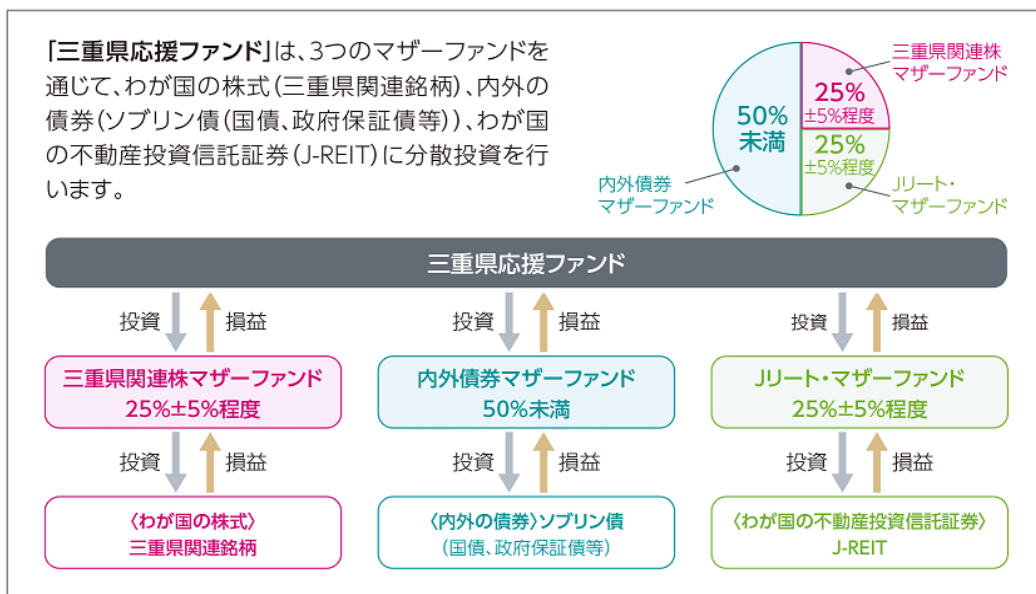 「三重県応援ファンド」は、3つのマザーファンドを
通じて、わが国の株式(三重県関連銘柄)、内外の
債券(ソブリン債(国債、政府保証債等))、わが国
の不動産投資信託証券(J-REIT)に分散投資を行
います。
三重県関連株
マザーファンド
25%
±5%程度
50%
未満
25%
±5%程度
内外債券
マザーファンド
Jリート・
マザーファンド
三重県応援ファンド
投資 損益 投資 損益 投資 損益
三重県関連株マザーファンド
25%±5%程度
内外債券マザーファンド
50%未満
Jリート・マザーファンド
25%±5%程度
投資 損益 投資 損益 投資 損益
〈わが国の株式〉
三重県関連銘柄
〈内外の債券〉ソブリン債
(国債、政府保証債等)
〈わが国の不動産投資信託証券〉
J-REIT